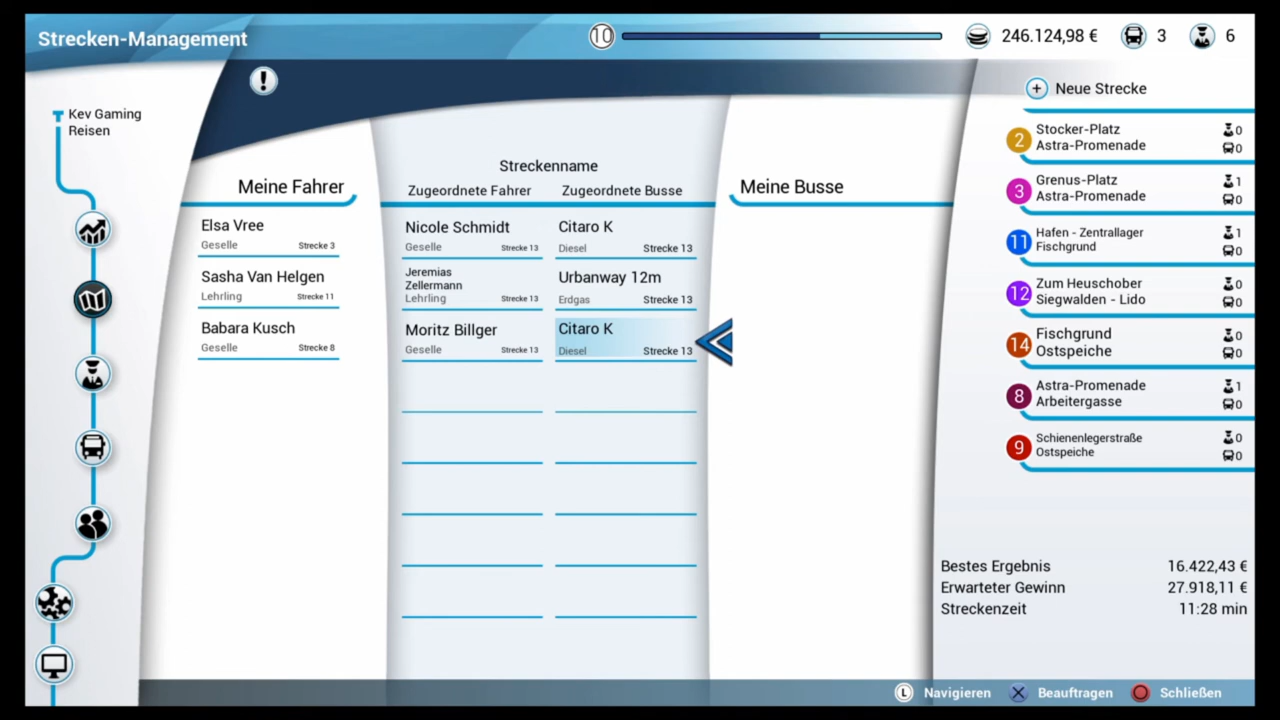 Strecken-Management
10
246.124,98 €
3
6
!
Kev Gaming
Reisen
Meine Fahrer
Elsa Vree
Geselle Strecke 3
Sasha Van Helgen
Lehrling Strecke 11
Babara Kusch
Geselle Strecke 8
Streckenname
Zugeordnete Fahrer Zugeordnete Busse
Nicole Schmidt
Geselle Strecke 13
Jeremias
Zellermann
Lehrling Strecke 13
Moritz Billger
Geselle Strecke 13
Citaro K
Diesel Strecke 13
Urbanway 12m
Erdgas Strecke 13
Citaro K
Diesel Strecke 13
Meine Busse
+ Neue Strecke
2 Stocker-Platz 0
Astra-Promenade 0
3 Grenus-Platz 1
Astra-Promenade 0
11 Hafen - Zentrallager 1
Fischgrund 0
12 Zum Heuschober 0
Siegwalden - Lido 0
14 Fischgrund 0
Ostspeiche 0
8 Astra-Promenade 1
Arbeitergasse 0
9 Schienenlegerstraße 0
Ostspeiche 0
Bestes Ergebnis 16.422,43 €
Erwarteter Gewinn 27.918,11 €
Streckenzeit 11:28 min
L Navigieren Beauftragen Schließen